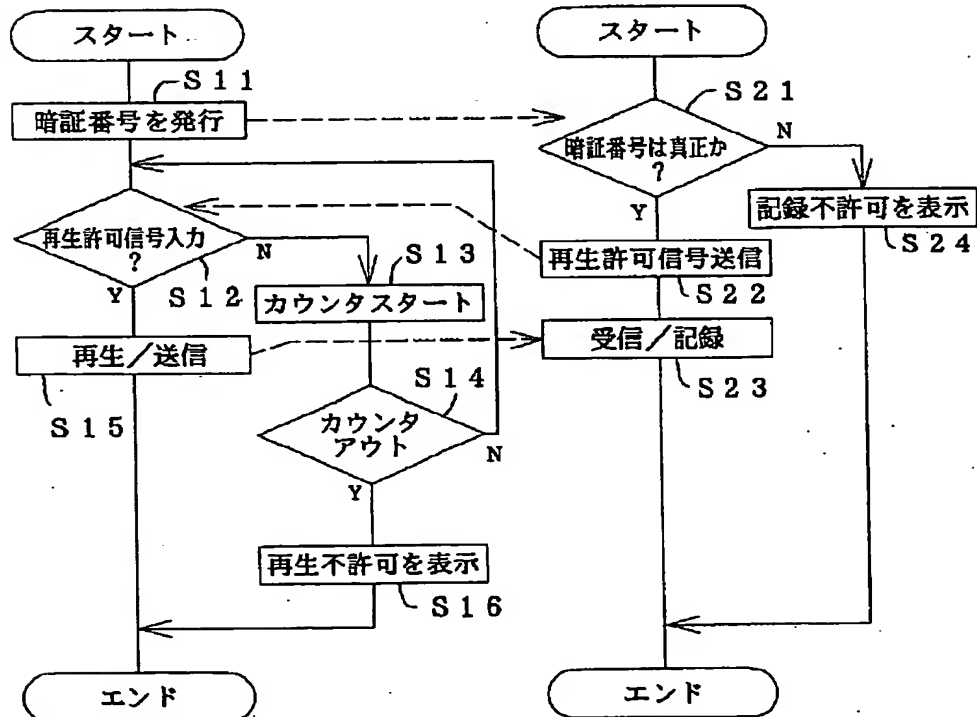 スタート
S11
暗証番号を発行
再生許可信号入力
?
N
Y
S12
S13
カウンタスタート
再生/送信
S15
S14
カウンタ
アウト
N
Y
再生不許可を表示
S16
エンド
スタート
S21
暗証番号は真正か
?
N
Y
記録不許可を表示
S24
再生許可信号送信
S22
受信/記録
S23
エンド